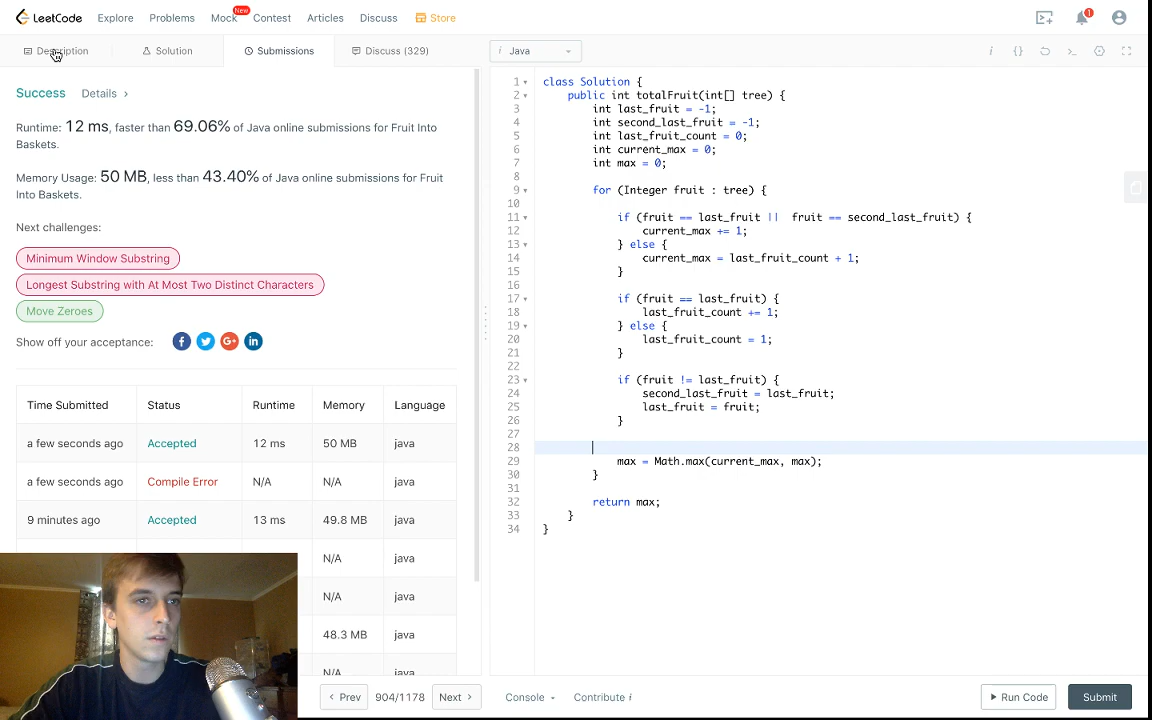 LeetCode Explore Problems Mock New Contest Articles Discuss Store 1
Description Solution Submissions Discuss (329) i Java i {} >_
Success Details >
Runtime: 12 ms, faster than 69.06% of Java online submissions for Fruit Into
Baskets.
Memory Usage: 50 MB, less than 43.40% of Java online submissions for Fruit
Into Baskets.
Next challenges:
Minimum Window Substring
Longest Substring with At Most Two Distinct Characters
Move Zeroes
Show off your acceptance: f G+ in
Time Submitted Status Runtime Memory Language
a few seconds ago Accepted 12 ms 50 MB java
a few seconds ago Compile Error N/A N/A java
9 minutes ago Accepted 13 ms 49.8 MB java
N/A java
N/A java
48.3 MB java
N/A java
1 class Solution {
2 public int totalFruit(int[] tree) {
3 int last_fruit = -1;
4 int second_last_fruit = -1;
5 int last_fruit_count = 0;
6 int current_max = 0;
7 int max = 0;
8
9 for (Integer fruit : tree) {
10
11 if (fruit == last_fruit || fruit == second_last_fruit) {
12 current_max += 1;
13 } else {
14 current_max = last_fruit_count + 1;
15 }
16
17 if (fruit == last_fruit) {
18 last_fruit_count += 1;
19 } else {
20 last_fruit_count = 1;
21 }
22
23 if (fruit != last_fruit) {
24 second_last_fruit = last_fruit;
25 last_fruit = fruit;
26 }
27
28
29 max = Math.max(current_max, max);
30 }
31
32 return max;
33 }
34 }
< Prev 904/1178 Next > Console Contribute i Run Code Submit